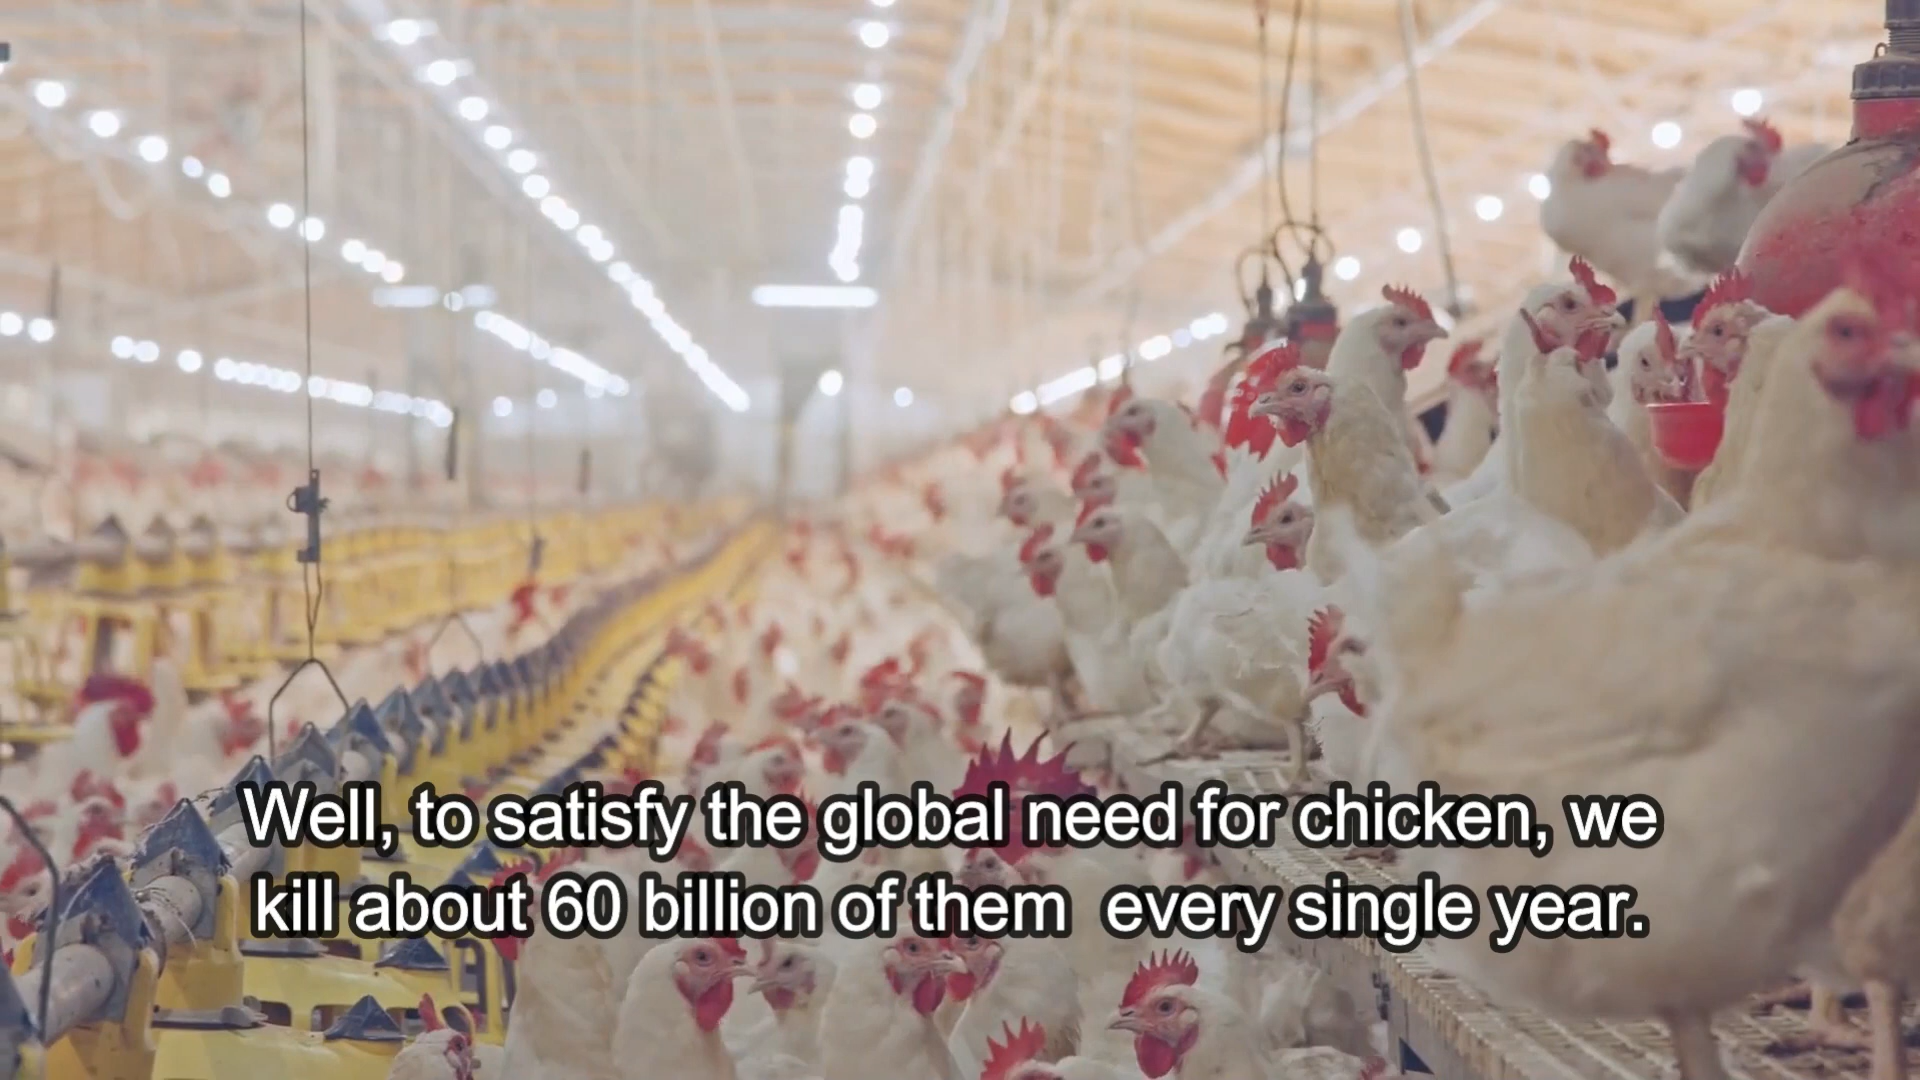 Well, to satisfy the global need for chicken, we
kill about 60 billion of them  every single year.